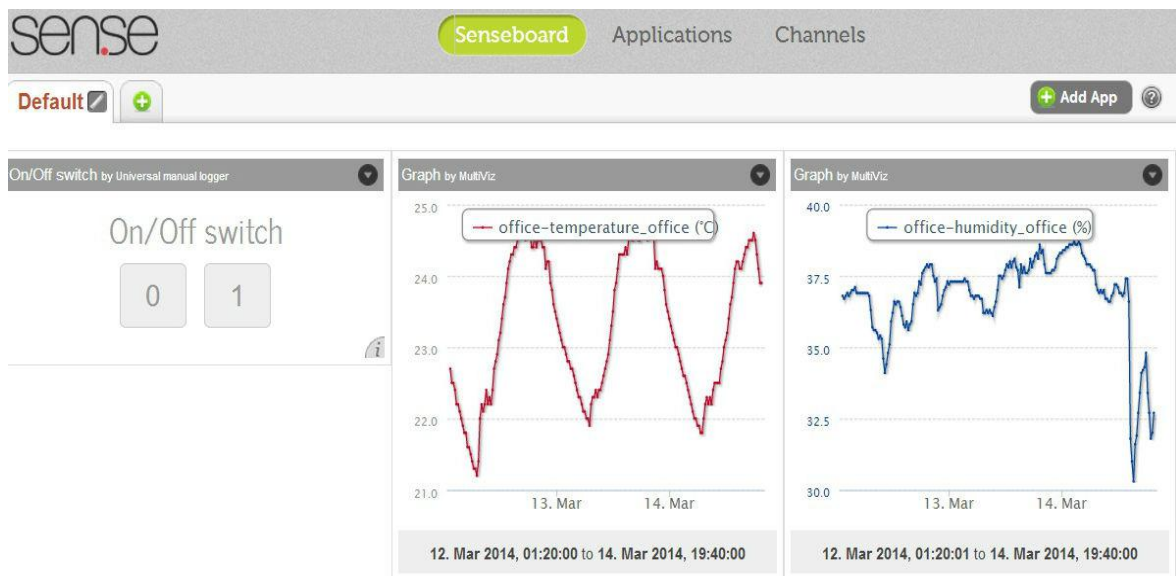 sen.se
Senseboard Applications Channels
Default
Add App ?
On/Off switch by Universal manual logger
On/Off switch
0 1
i
Graph by MultiViz
25.0
office-temperature_office (°C)
24.0
23.0
22.0
21.0
13. Mar 14. Mar
12. Mar 2014, 01:20:00 to 14. Mar 2014, 19:40:00
Graph by MultiViz
40.0
office-humidity_office (%)
37.5
35.0
32.5
30.0
13. Mar 14. Mar
12. Mar 2014, 01:20:01 to 14. Mar 2014, 19:40:00